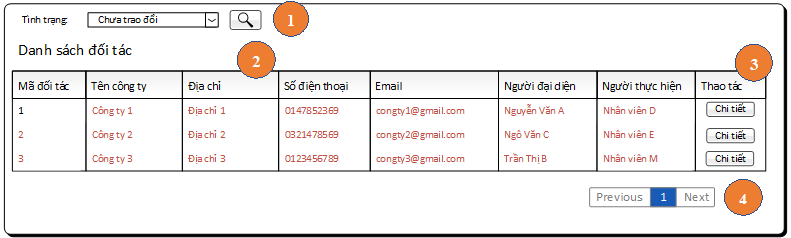 Tình trạng: Chưa trao đổi 1
Danh sách đối tác 2 3
Mã đối tác Tên công ty Địa chỉ Số điện thoại Email Người đại diện Người thực hiện Thao tác
1 Công ty 1 Địa chỉ 1 0147852369 congty1@gmail.com Nguyễn Văn A Nhân viên D Chi tiết
2 Công ty 2 Địa chỉ 2 0321478569 congty2@gmail.com Ngô Văn C Nhân viên E Chi tiết
3 Công ty 3 Địa chỉ 3 0123456789 congty3@gmail.com Trần Thị B Nhân viên M Chi tiết
Previous 1 Next 4